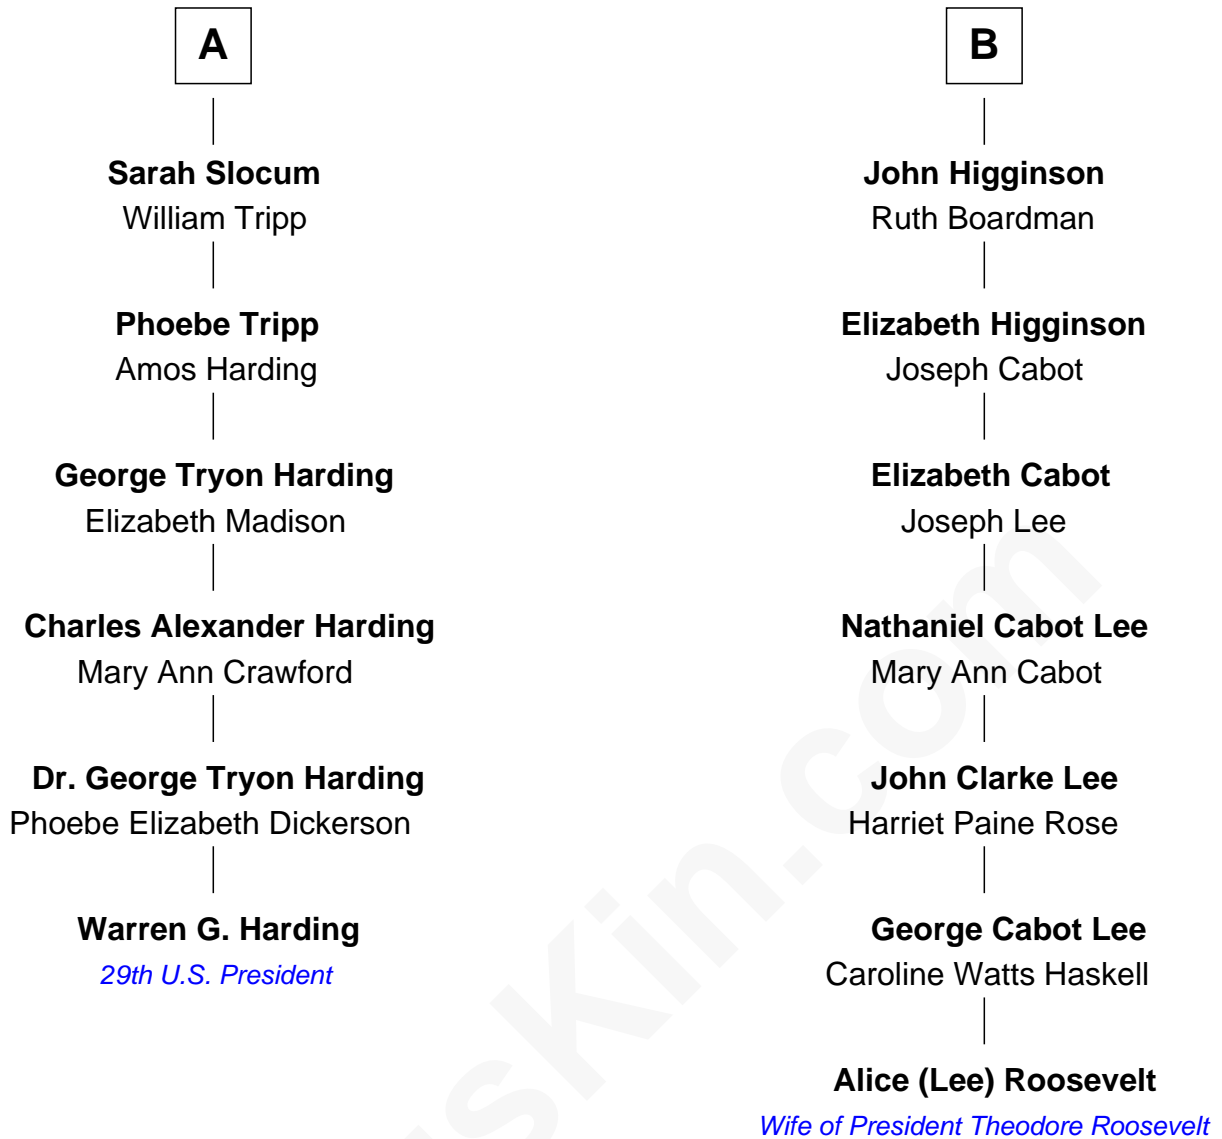 A
Sarah Slocum
William Tripp
Phoebe Tripp
Amos Harding
George Tryon Harding
Elizabeth Madison
Charles Alexander Harding
Mary Ann Crawford
Dr. George Tryon Harding
Phoebe Elizabeth Dickerson
Warren G. Harding
29th U.S. President
B
John Higginson
Ruth Boardman
Elizabeth Higginson
Joseph Cabot
Elizabeth Cabot
Joseph Lee
Nathaniel Cabot Lee
Mary Ann Cabot
John Clarke Lee
Harriet Paine Rose
George Cabot Lee
Caroline Watts Haskell
Alice (Lee) Roosevelt
Wife of President Theodore Roosevelt
sKin.com